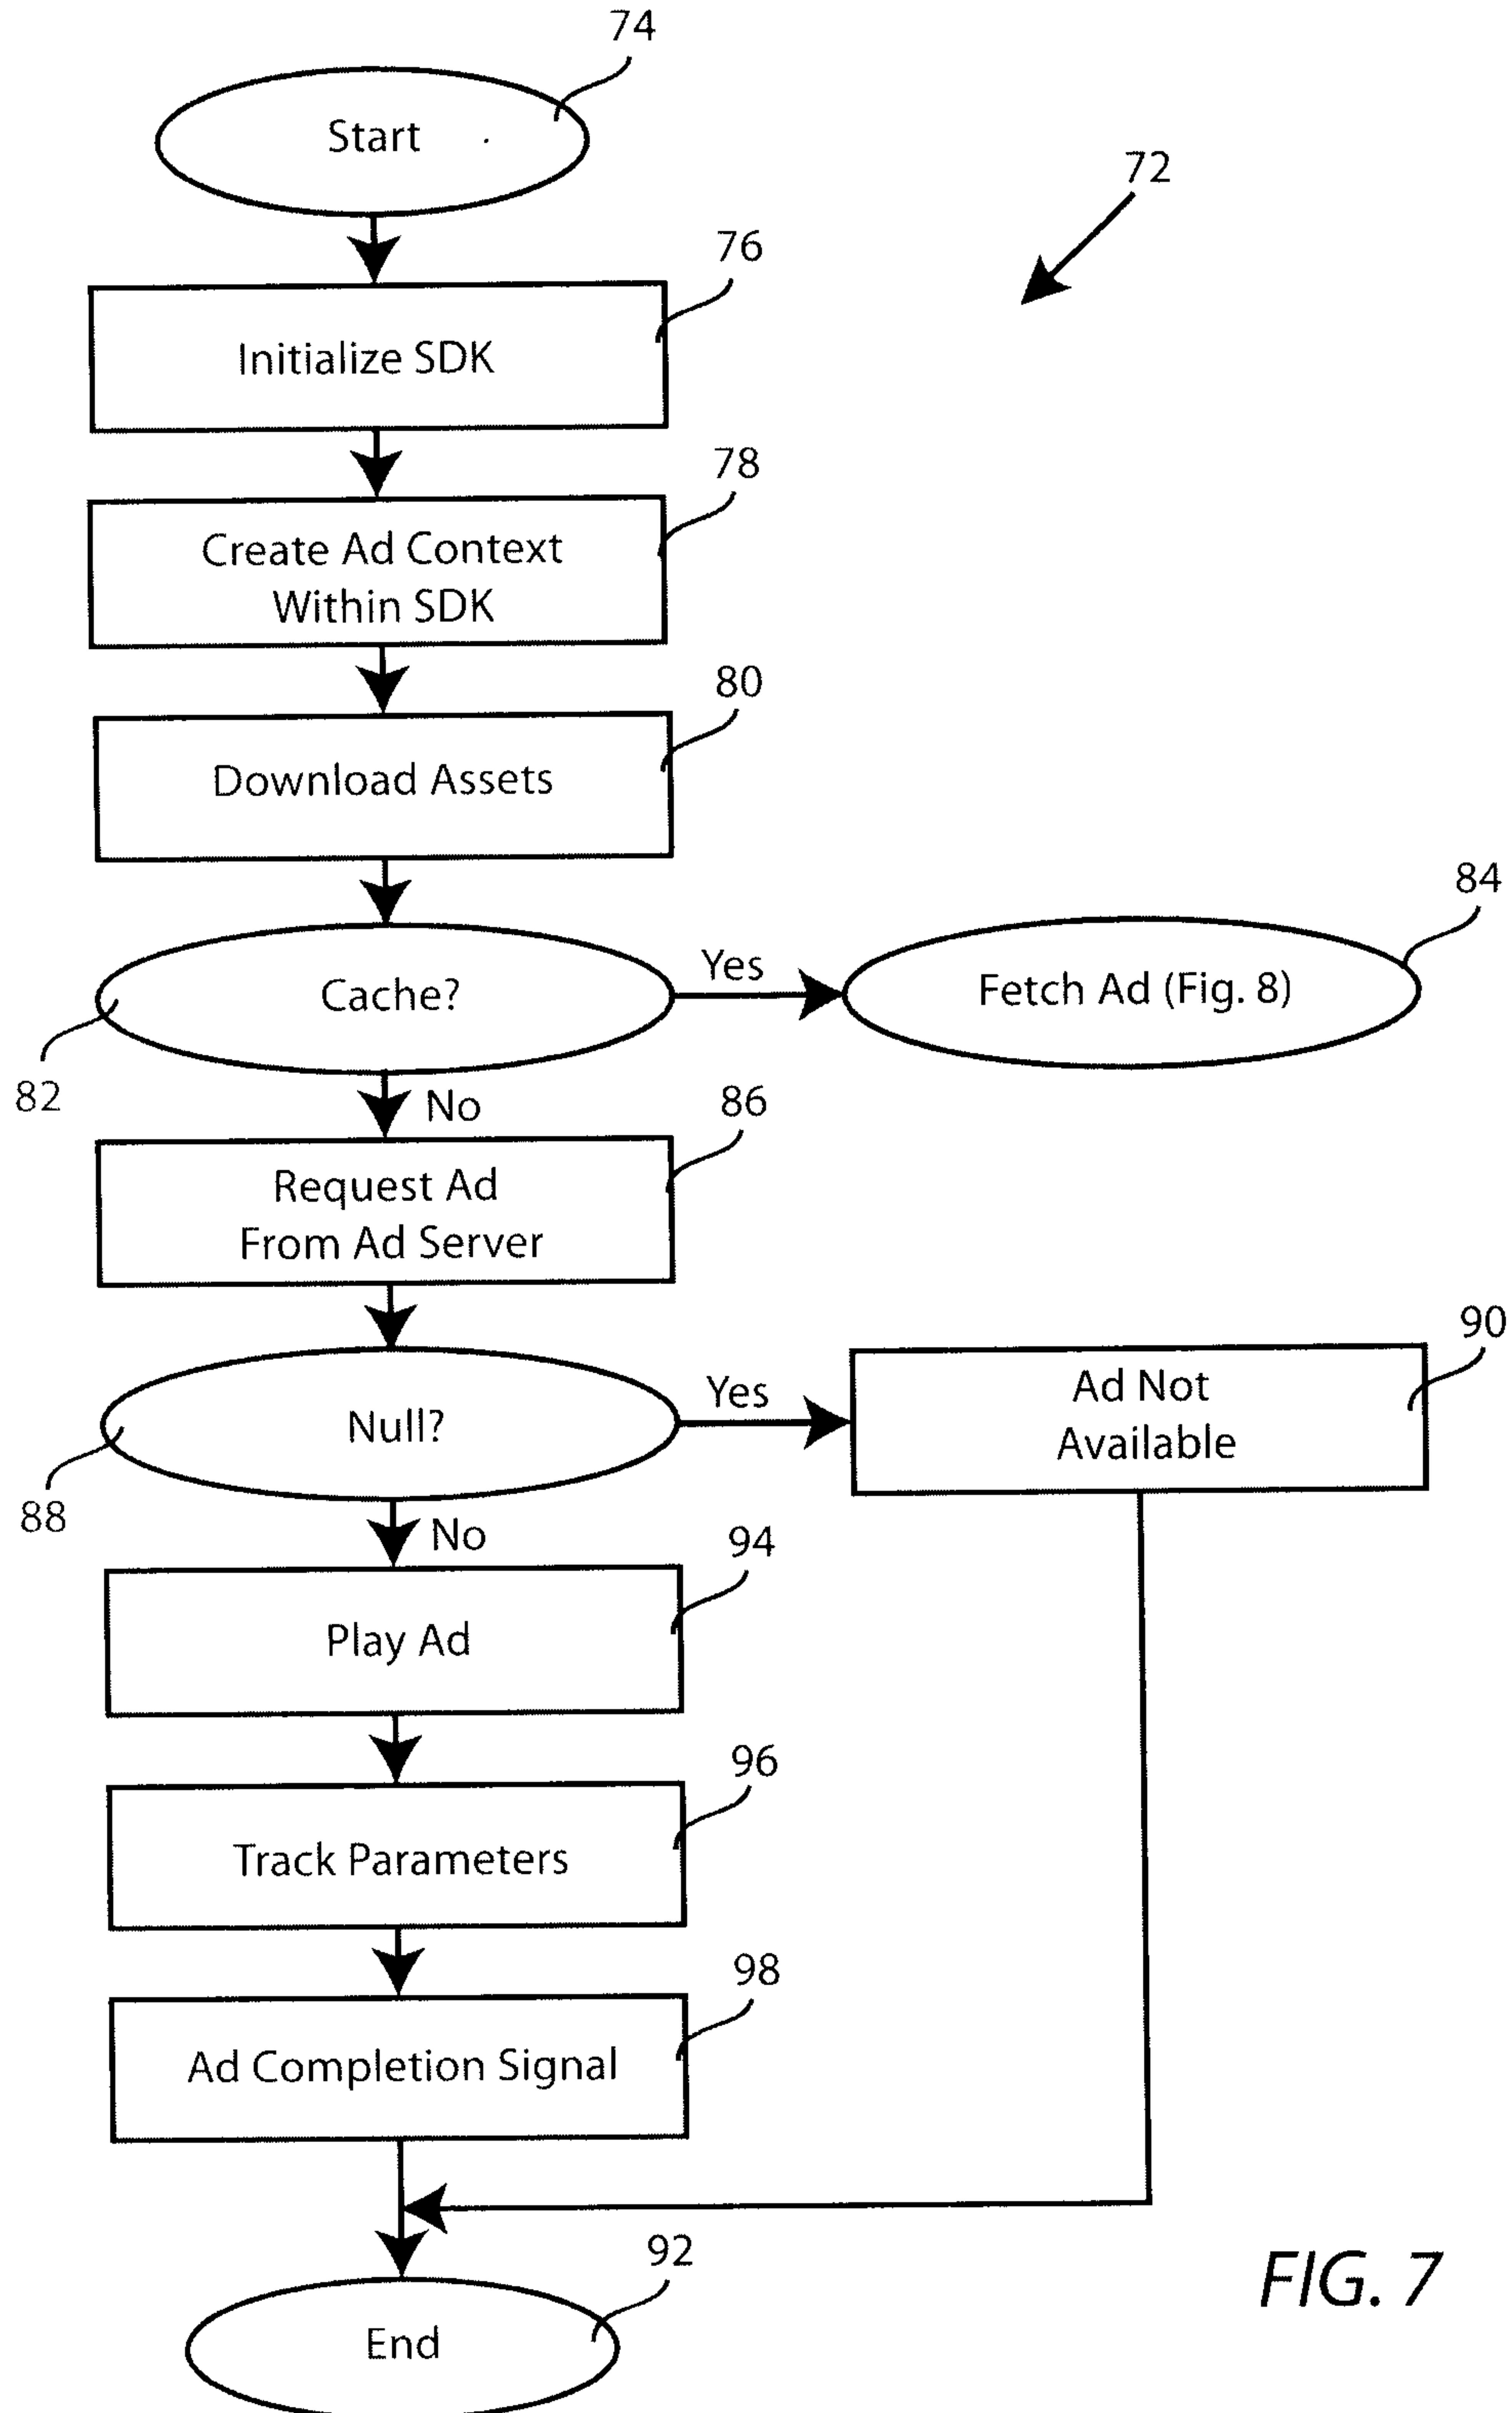 74
Start
72
76
Initialize SDK
78
Create Ad Context
Within SDK
80
Download Assets
84
Cache?
Yes
Fetch Ad (Fig. 8)
82
No
86
Request Ad
From Ad Server
90
Null?
Yes
Ad Not
Available
88
No
94
Play Ad
96
Track Parameters
98
Ad Completion Signal
92
End
FIG. 7